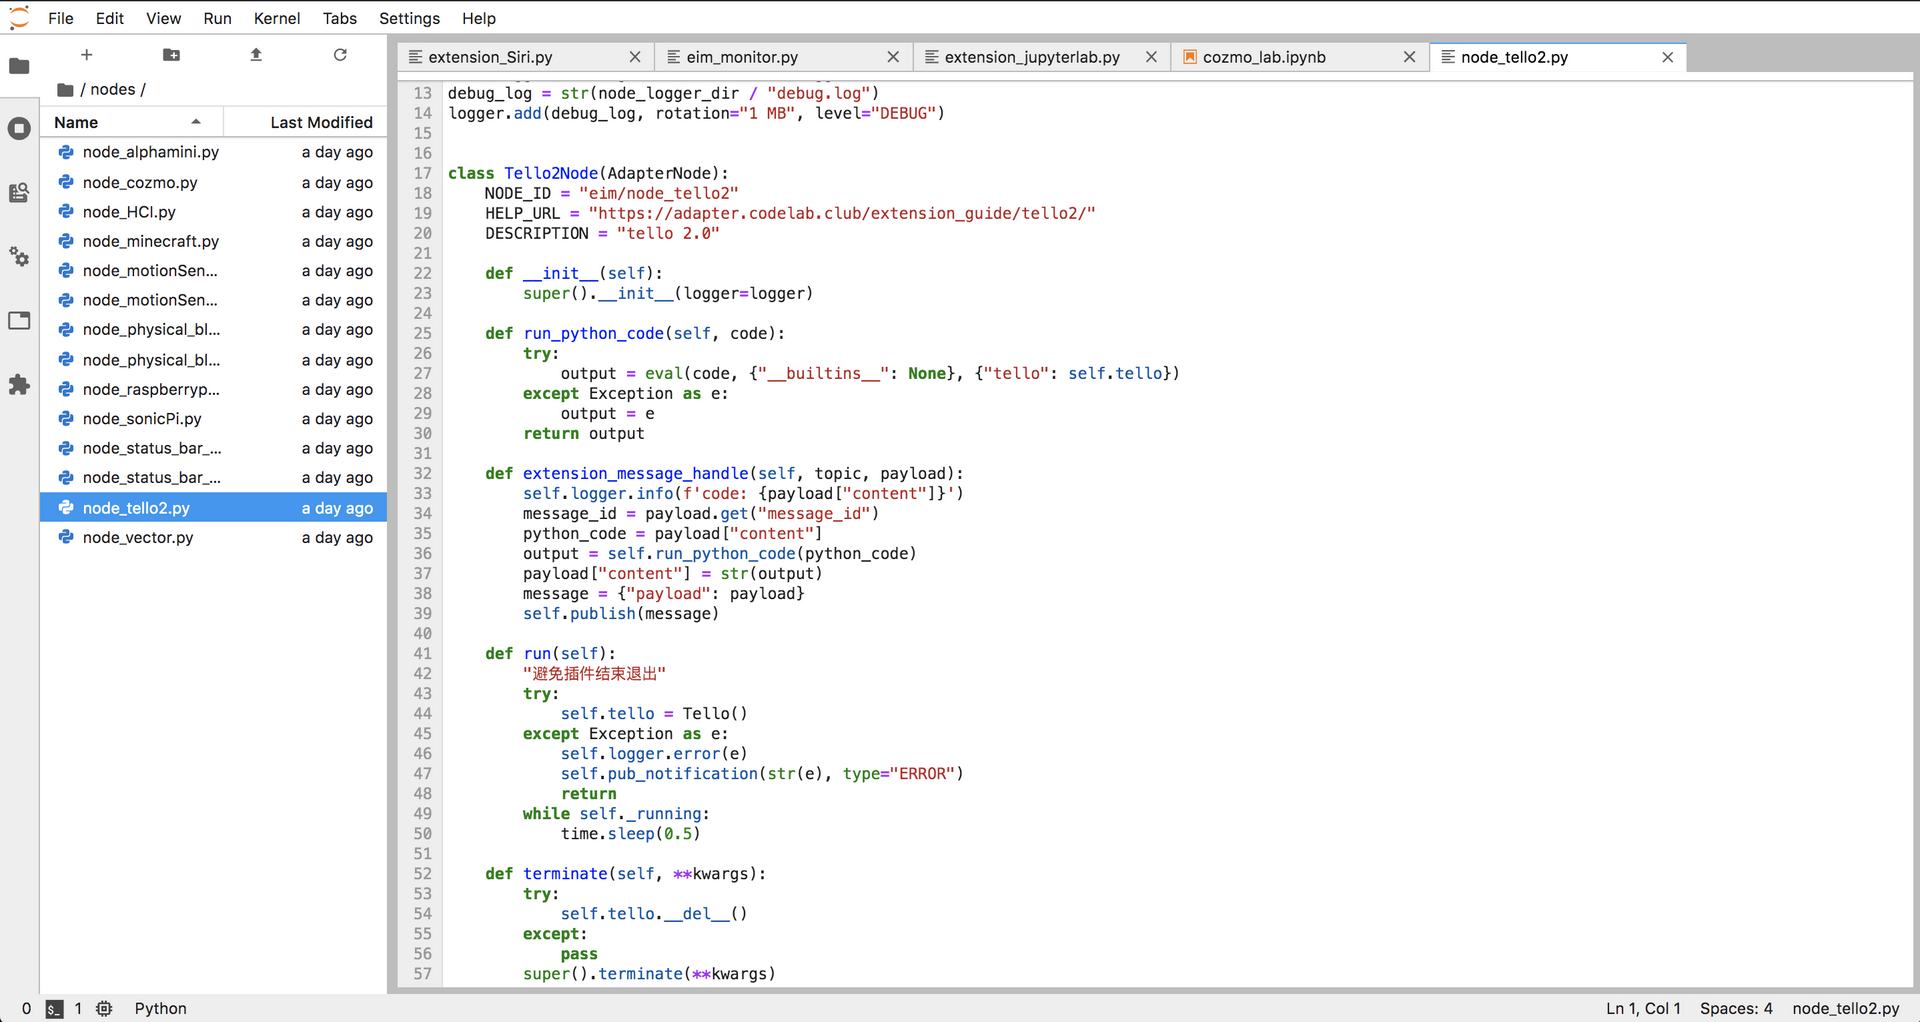 File Edit View Run Kernel Tabs Settings Help
extension_Siri.py
eim_monitor.py
extension_jupyterlab.py
cozmo_lab.ipynb
node_tello2.py
/ nodes /
Name Last Modified
node_alphamini.py a day ago
node_cozmo.py a day ago
node_HCI.py a day ago
node_minecraft.py a day ago
node_motionSen... a day ago
node_motionSen... a day ago
node_physical_bl... a day ago
node_physical_bl... a day ago
node_raspberryp... a day ago
node_sonicPi.py a day ago
node_status_bar_... a day ago
node_status_bar_... a day ago
node_tello2.py a day ago
node_vector.py a day ago
13 debug_log = str(node_logger_dir / "debug.log")
14 logger.add(debug_log, rotation="1 MB", level="DEBUG")
15
16
17 class Tello2Node(AdapterNode):
18     NODE_ID = "eim/node_tello2"
19     HELP_URL = "https://adapter.codelab.club/extension_guide/tello2/"
20     DESCRIPTION = "tello 2.0"
21
22     def __init__(self):
23         super().__init__(logger=logger)
24
25     def run_python_code(self, code):
26         try:
27             output = eval(code, {"__builtins__": None}, {"tello": self.tello})
28         except Exception as e:
29             output = e
30         return output
31
32     def extension_message_handle(self, topic, payload):
33         self.logger.info(f'code: {payload["content"]}')
34         message_id = payload.get("message_id")
35         python_code = payload["content"]
36         output = self.run_python_code(python_code)
37         payload["content"] = str(output)
38         message = {"payload": payload}
39         self.publish(message)
40
41     def run(self):
42         "避免插件结束退出"
43         try:
44             self.tello = Tello()
45         except Exception as e:
46             self.logger.error(e)
47             self.pub_notification(str(e), type="ERROR")
48             return
49         while self._running:
50             time.sleep(0.5)
51
52     def terminate(self, **kwargs):
53         try:
54             self.tello.__del__()
55         except:
56             pass
57         super().terminate(**kwargs)
0 $_ 1 Python Ln 1, Col 1 Spaces: 4 node_tello2.py